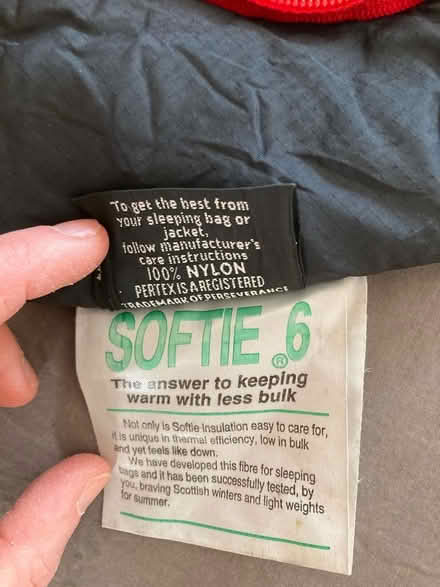 To get the best from
your sleeping bag or
jacket,
follow manufacturer's
care instructions
100% NYLON
PERTEX IS A REGISTERED
TRADEMARK OF PERSEVERANCE
SOFTIE ® 6
The answer to keeping
warm with less bulk
Not only is Softie Insulation easy to care for,
it is unique in thermal efficiency, low in bulk
and yet feels like down.
We have developed this fibre for sleeping
bags and it has been successfully tested, by
you, braving Scottish winters and light weights
for summer.